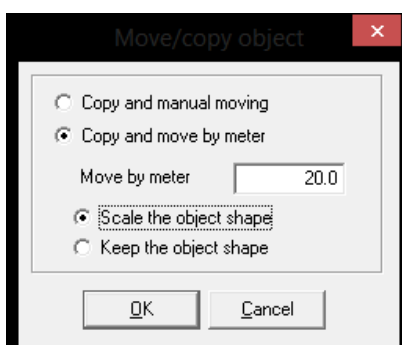 Move/copy object
Copy and manual moving
Copy and move by meter
Move by meter 20.0
Scale the object shape
Keep the object shape
OK Cancel